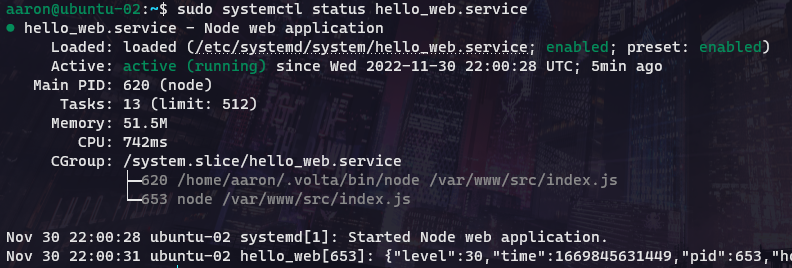 aaron@ubuntu-02:~$ sudo systemctl status hello_web.service
● hello_web.service - Node web application
Loaded: loaded (/etc/systemd/system/hello_web.service; enabled; preset: enabled)
Active: active (running) since Wed 2022-11-30 22:00:28 UTC; 5min ago
Main PID: 620 (node)
Tasks: 13 (limit: 512)
Memory: 51.5M
CPU: 742ms
CGroup: /system.slice/hello_web.service
├─620 /home/aaron/.volta/bin/node /var/www/src/index.js
└─653 node /var/www/src/index.js
Nov 30 22:00:28 ubuntu-02 systemd[1]: Started Node web application.
Nov 30 22:00:31 ubuntu-02 hello_web[653]: {"level":30,"time":1669845631449,"pid":653,"ho